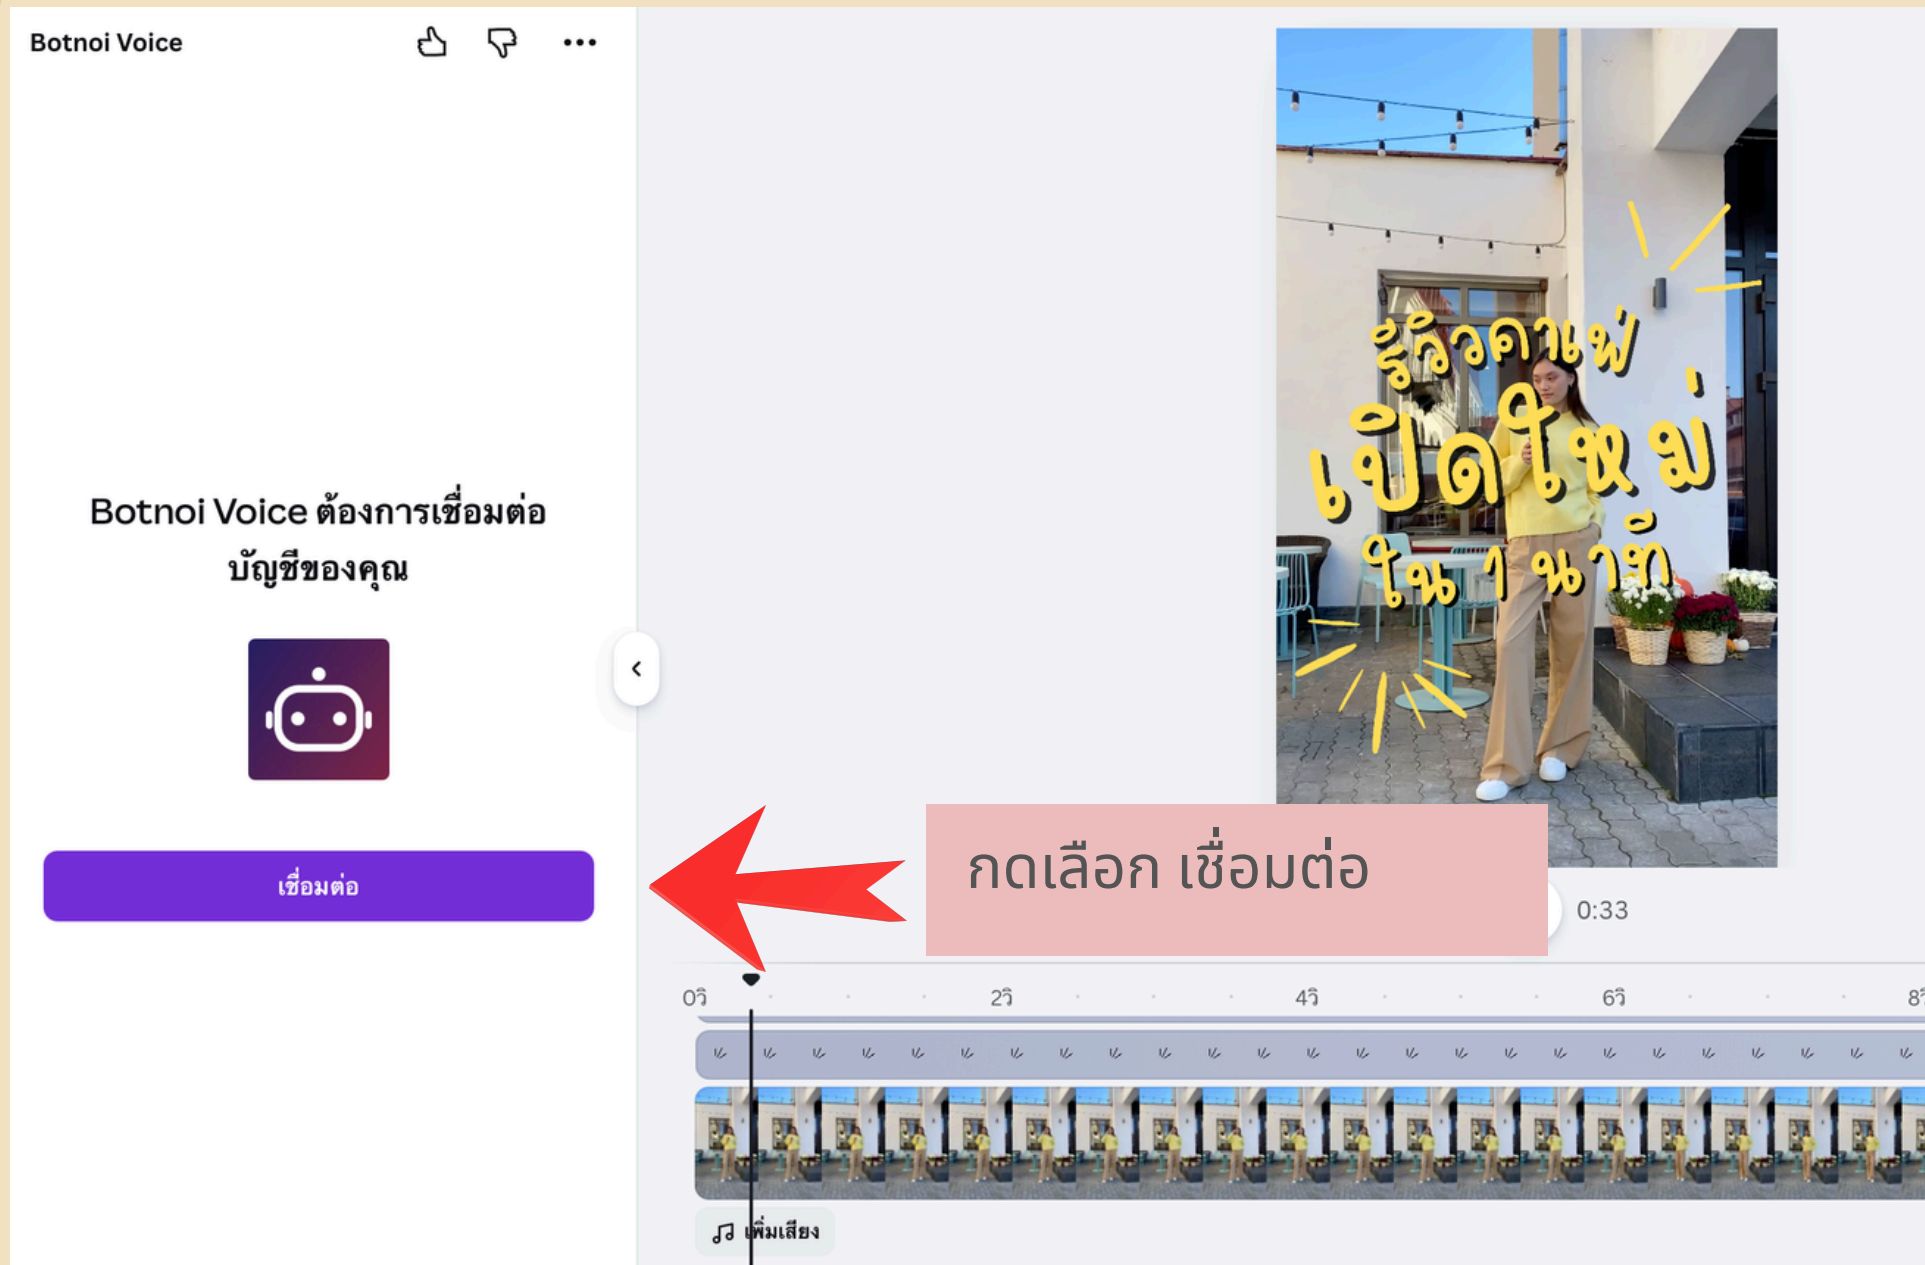 Botnoi Voice
Botnoi Voice ต้องการเชื่อมต่อ
บัญชีของคุณ
เชื่อมต่อ
รีวิวคาเฟ่
เปิดใหม่
ใน 1 นาที
กดเลือก เชื่อมต่อ
0:33
0วิ
2วิ
4วิ
6วิ
8วิ
เพิ่มเสียง